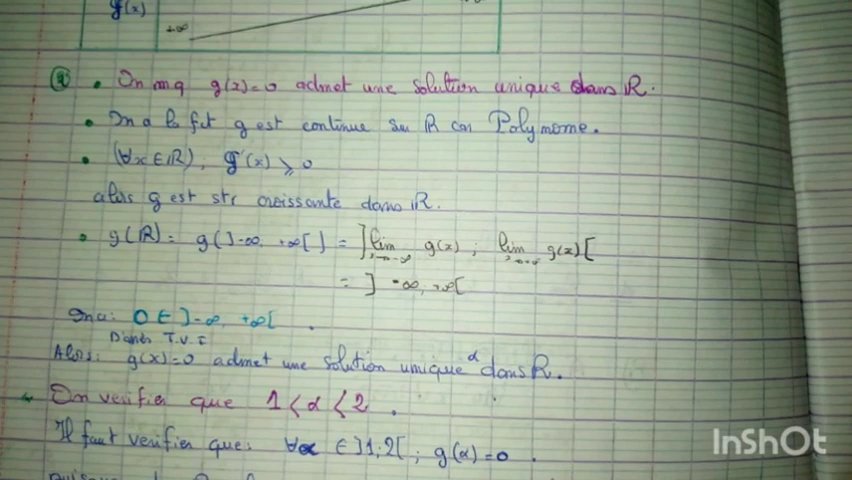 g(x) +∞
② • On mq g(x)=0 admet une solution unique dans ℝ.
• On a la fct g est continue su ℝ car Polynome.
• (∀x∈ℝ), g'(x) ⩾ 0
alors g est str croissante dans ℝ.
• g(ℝ) = g(]-∞, +∞[) = ]lim g(x) ; lim g(x)[
= ] -∞, +∞[
On a: 0 ∈ ]-∞, +∞[ .
D'après T.V.I
Alors: g(x)=0 admet une solution unique α dans ℝ.
On verifier que 1 < α < 2 .
Il faut verifier que: ∀α ∈ ]1;2[ ; g(α)=0 .
InShOt